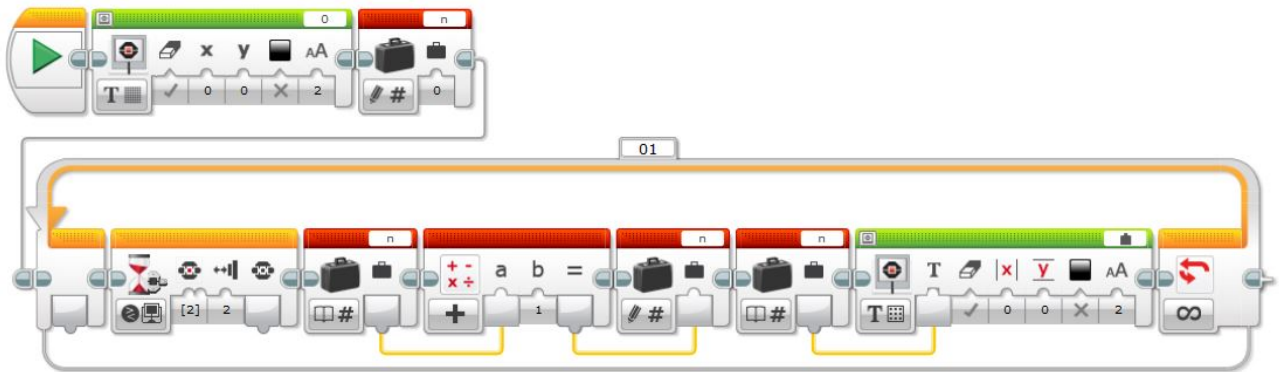 0 n
x y AA
T ✓ 0 0 X 2 # 0
01
n n n
+ - a b = T x y AA
x ÷
[2] 2 # + 1 # # T ✓ 0 0 X 2 ∞